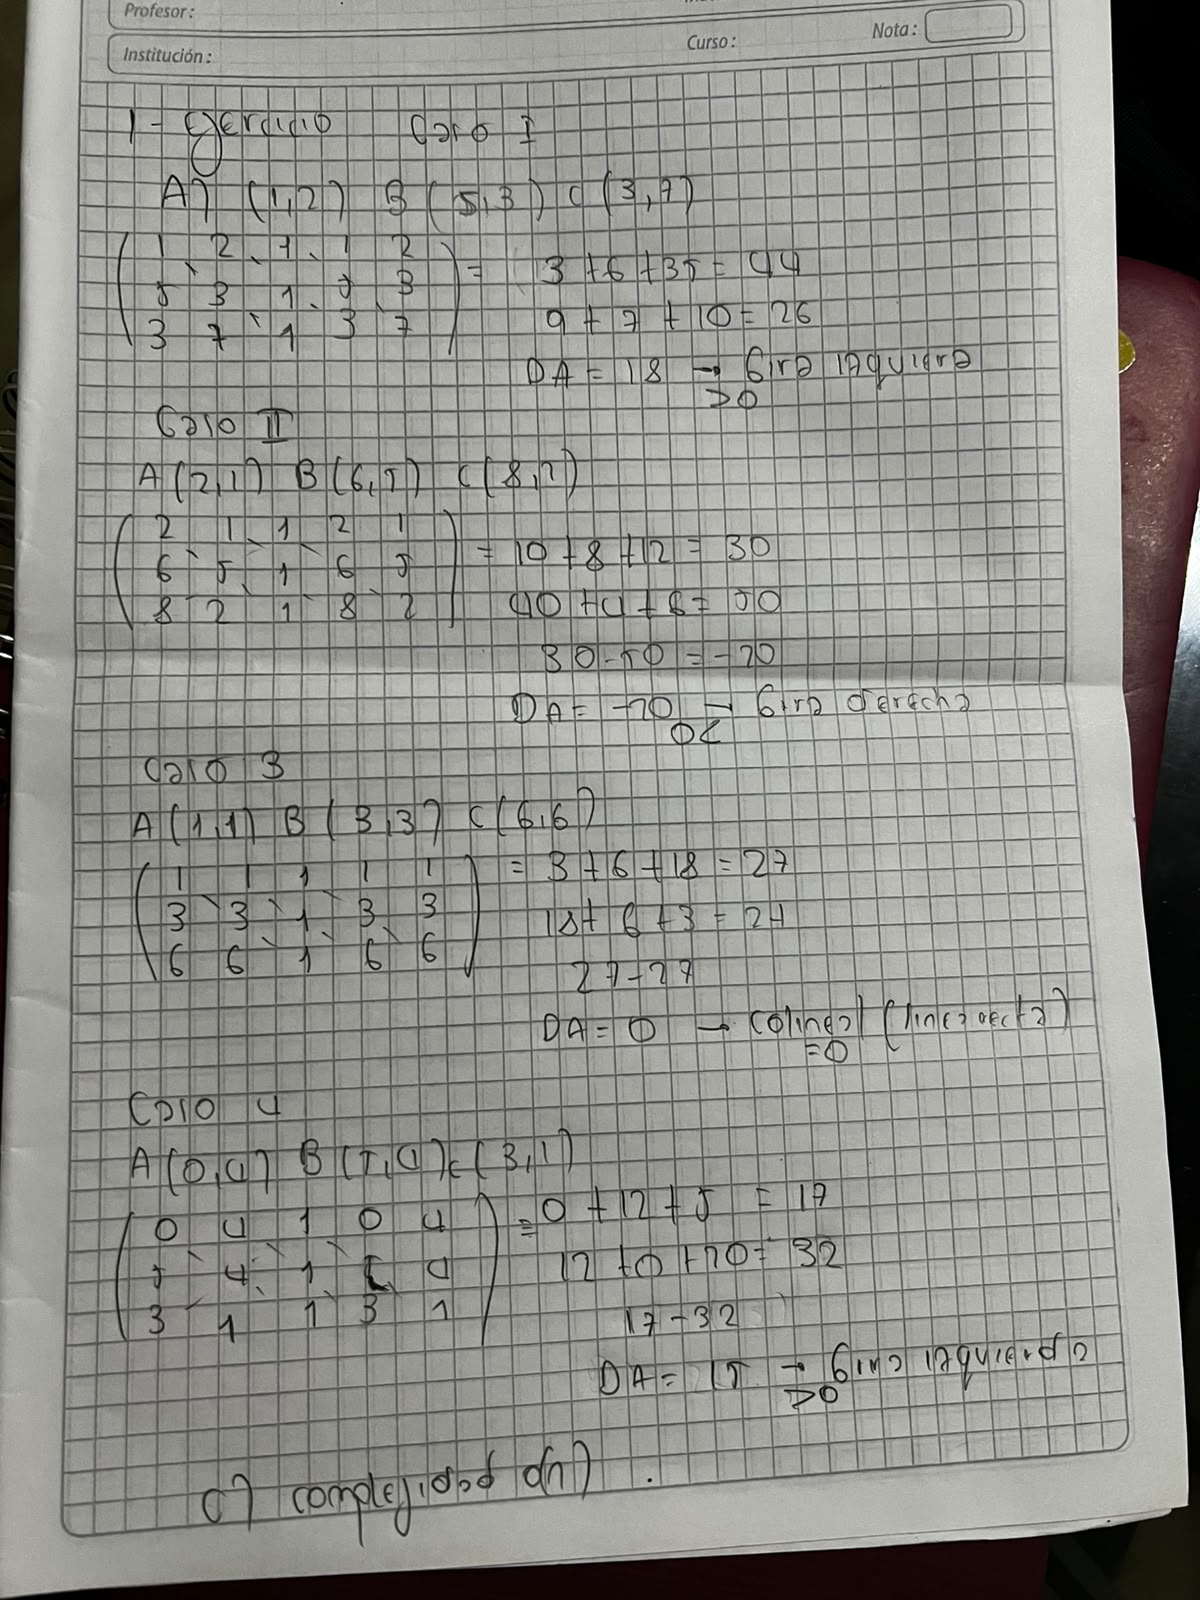 Profesor:
Institución: Curso: Nota:
1- Ejercicio Caso I
A) (1,2) B (5,3) C (3,7)
1 2 1 1 2 = 3 + 6 + 35 = 44
5 3 1 5 3
3 7 1 3 7 9 + 7 + 10 = 26
DA = 18 → Gira izquierda
>0
Caso II
A (2,1) B (6,5) C (8,2)
2 1 1 2 1 = 10 + 8 + 12 = 30
6 5 1 6 5
8 2 1 8 2 40 + 4 + 6 = 50
30 - 50 = -20
DA = -20 → Gira derecha
<0
Caso 3
A (1,1) B (3,3) C (6,6)
1 1 1 1 1 = 3 + 6 + 18 = 27
3 3 1 3 3 18 + 6 + 3 = 27
6 6 1 6 6
27 - 27
DA = 0 → Colineal (linea recta)
=0
Caso 4
A (0,4) B (5,4) C (3,1)
0 4 1 0 4 = 0 + 12 + 5 = 17
5 4 1 5 4 12 + 0 + 20 = 32
3 1 1 3 1
17 - 32
DA = 15 → Gira izquierda
>0